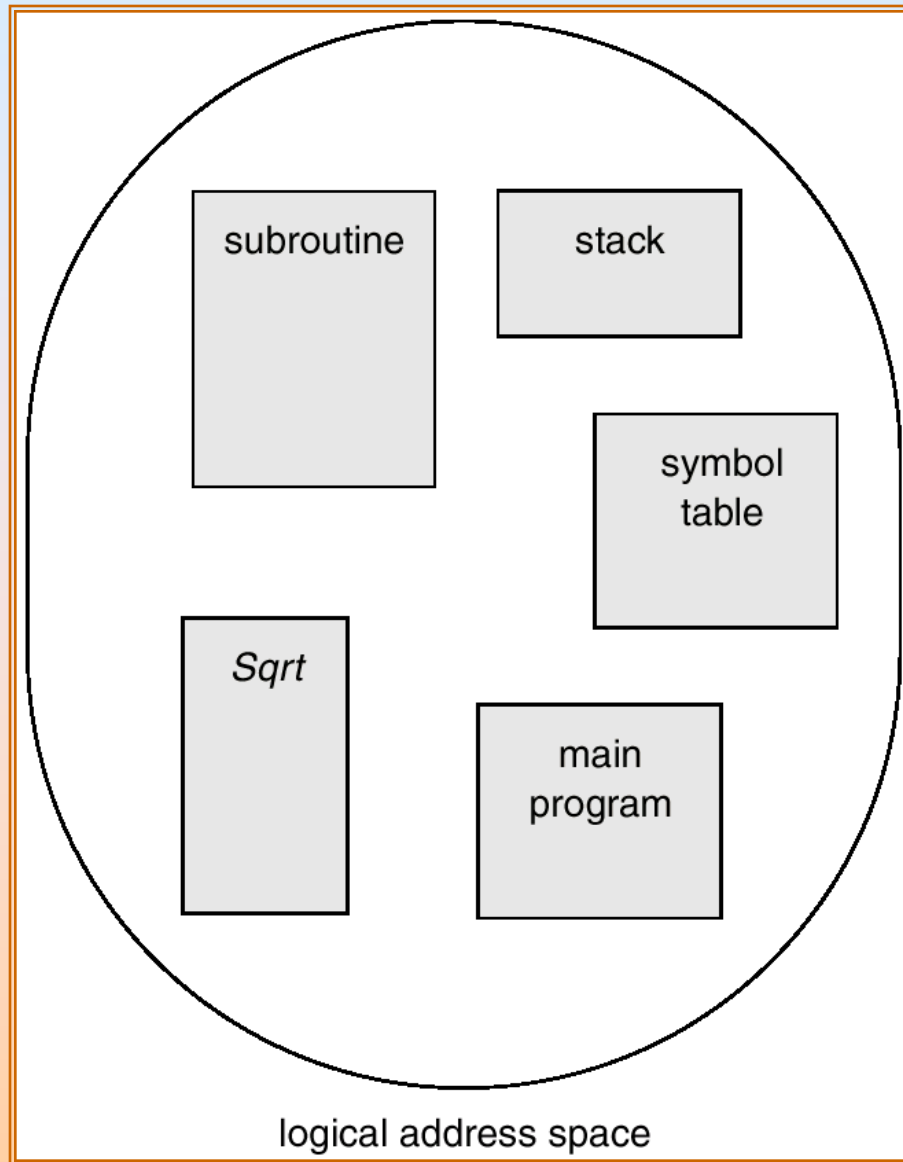 subroutine
stack
symbol
table
Sqrt
main
program
logical address space